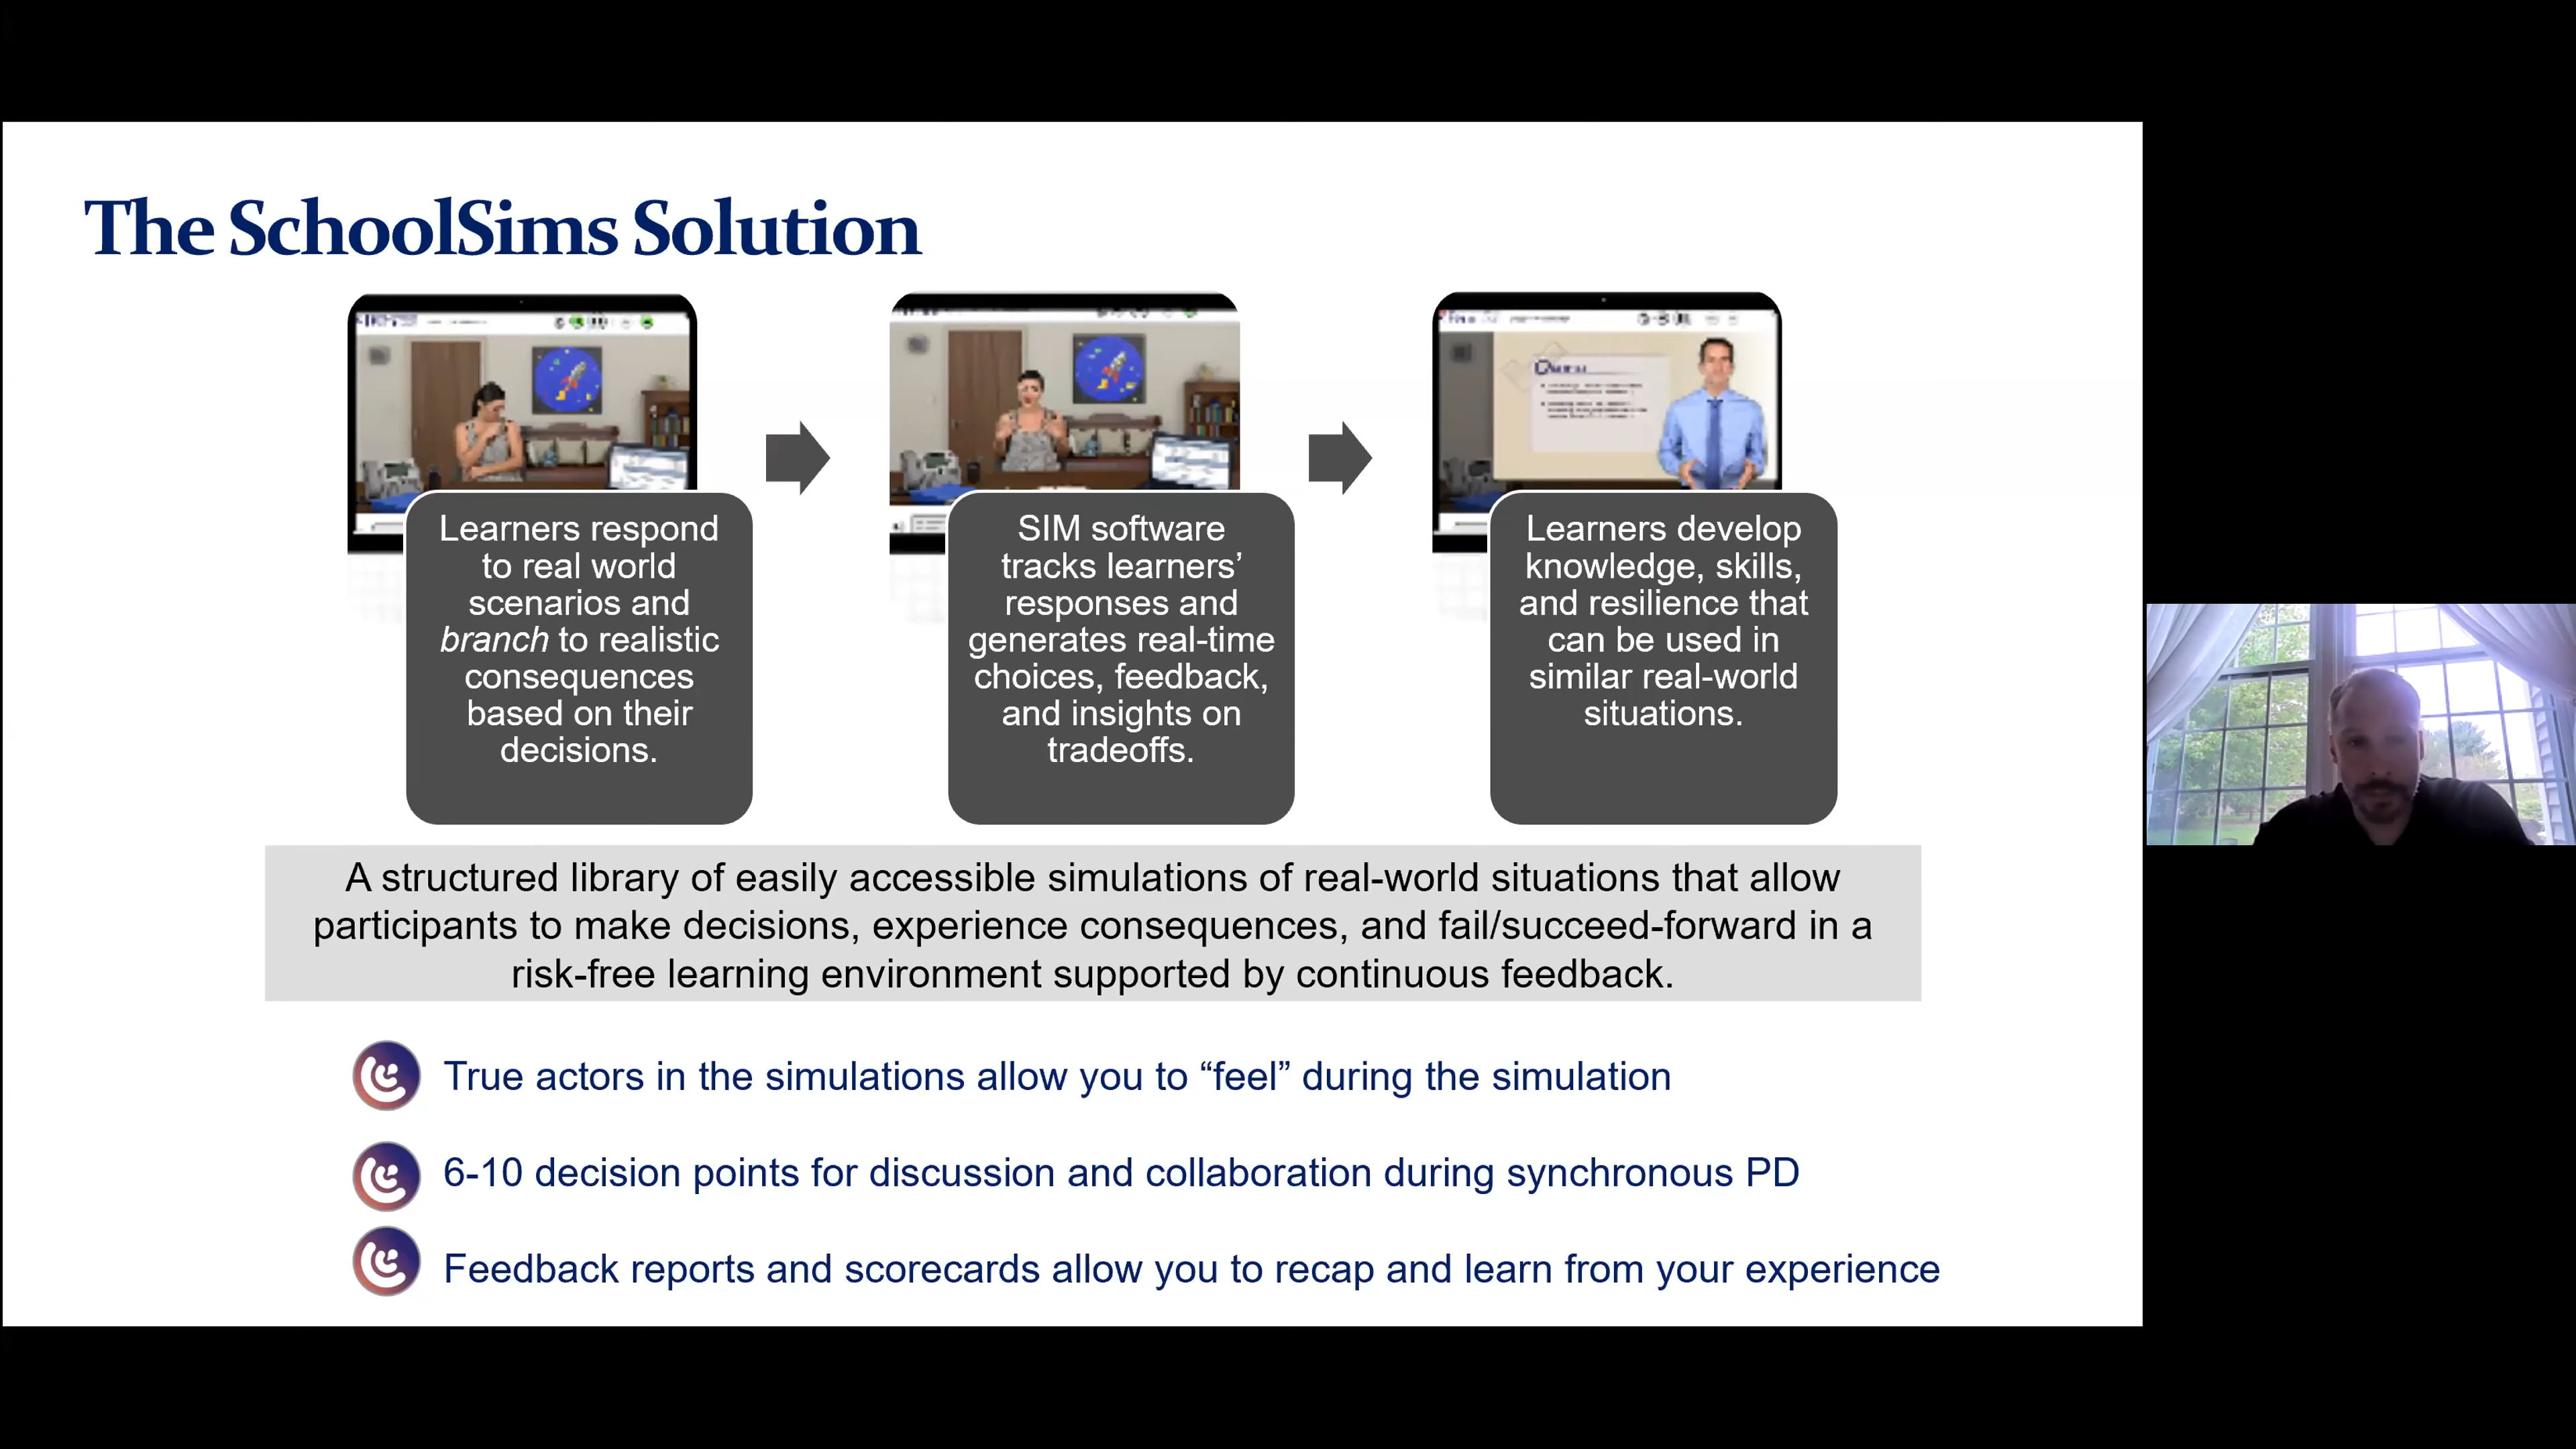 The SchoolSims Solution
Learners respond
to real world
scenarios and
branch to realistic
consequences
based on their
decisions.
SIM software
tracks learners’
responses and
generates real-time
choices, feedback,
and insights on
tradeoffs.
Learners develop
knowledge, skills,
and resilience that
can be used in
similar real-world
situations.
A structured library of easily accessible simulations of real-world situations that allow
participants to make decisions, experience consequences, and fail/succeed-forward in a
risk-free learning environment supported by continuous feedback.
True actors in the simulations allow you to “feel” during the simulation
6-10 decision points for discussion and collaboration during synchronous PD
Feedback reports and scorecards allow you to recap and learn from your experience